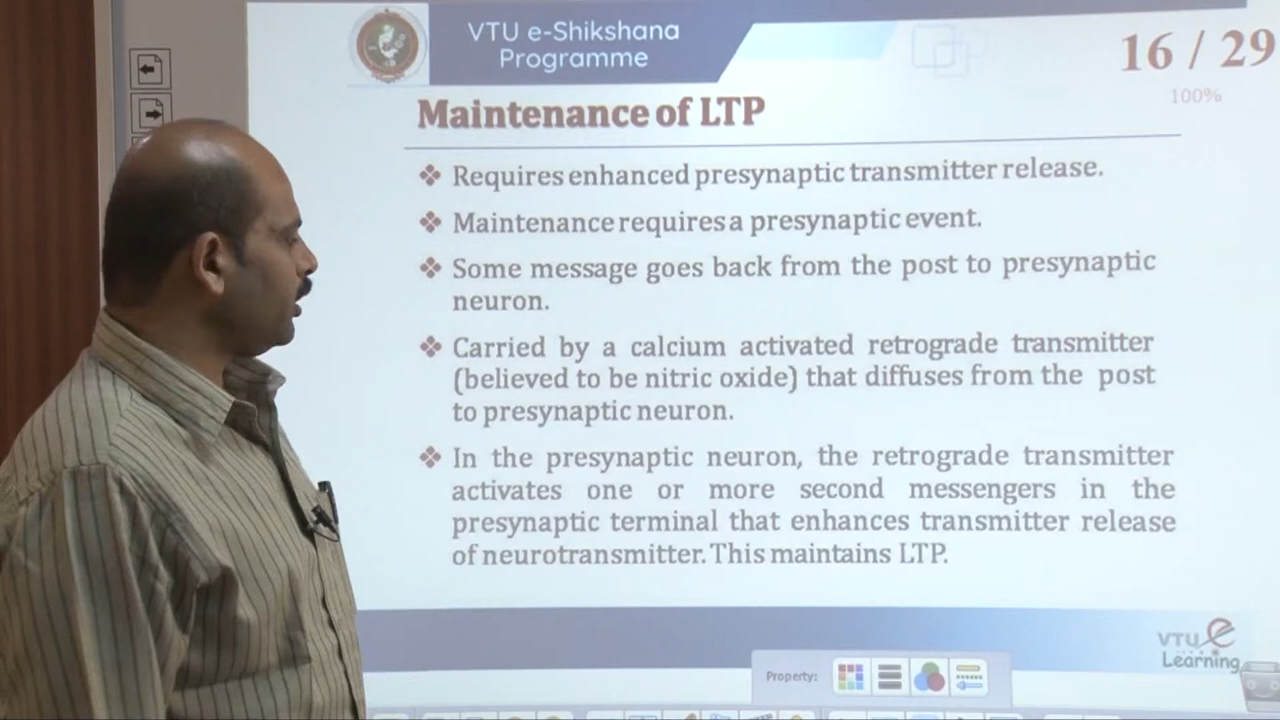 VTU e-Shikshana
Programme
16 / 29
100%
Maintenance of LTP
❖ Requires enhanced presynaptic transmitter release.
❖ Maintenance requires a presynaptic event.
❖ Some message goes back from the post to presynaptic
neuron.
❖ Carried by a calcium activated retrograde transmitter
(believed to be nitric oxide) that diffuses from the post
to presynaptic neuron.
❖ In the presynaptic neuron, the retrograde transmitter
activates one or more second messengers in the
presynaptic terminal that enhances transmitter release
of neurotransmitter. This maintains LTP.
VTU e
Learning
Property: